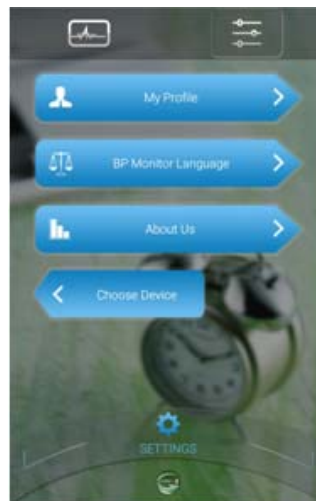 My Profile
BP Monitor Language
About Us
Choose Device
SETTINGS